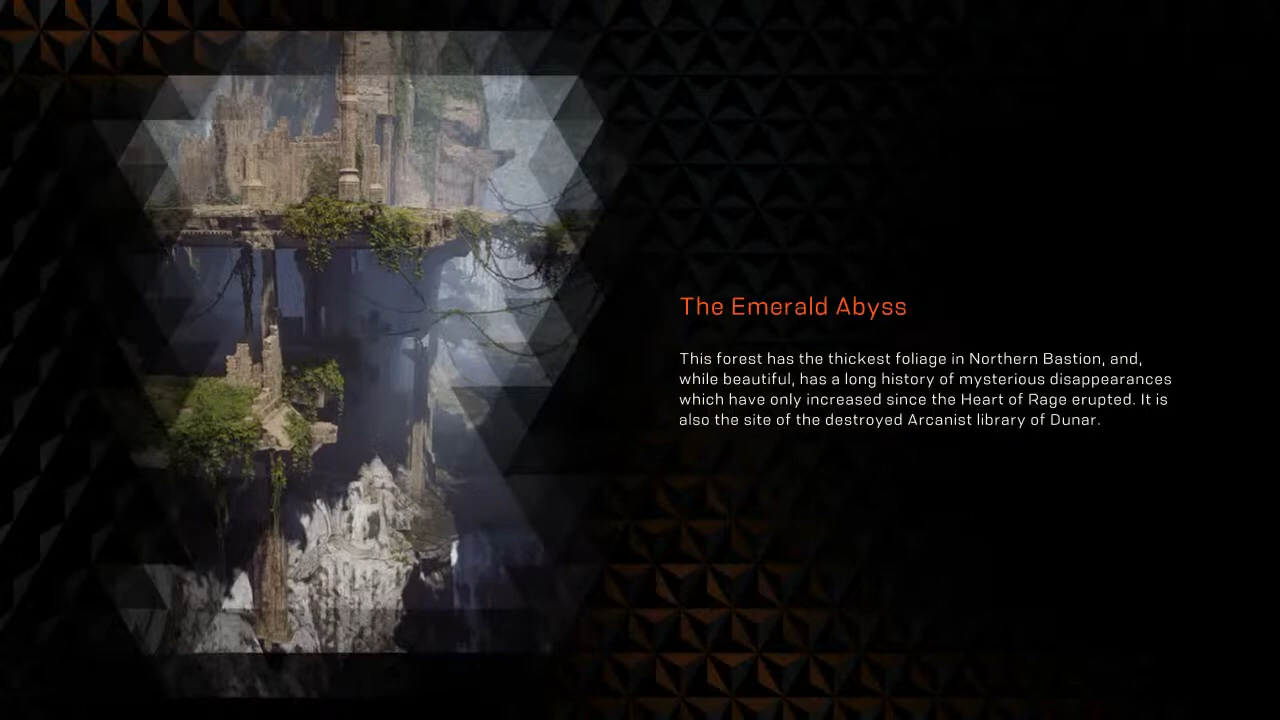 The Emerald Abyss
This forest has the thickest foliage in Northern Bastion, and,
while beautiful, has a long history of mysterious disappearances
which have only increased since the Heart of Rage erupted. It is
also the site of the destroyed Arcanist library of Dunar.